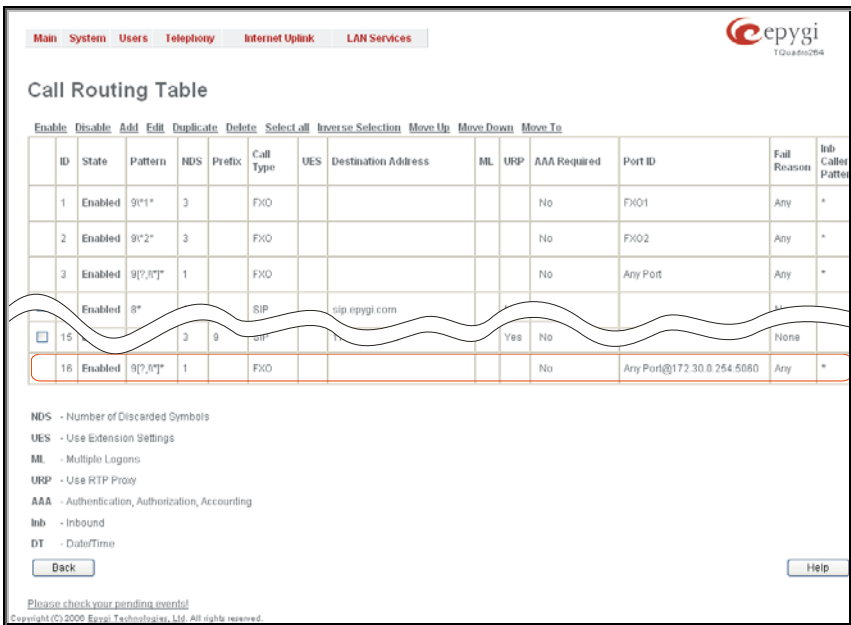 Main System Users Telephony Internet Uplink LAN Services
epygi
TQuadro264
Call Routing Table
Enable Disable Add Edit Duplicate Delete Select all Inverse Selection Move Up Move Down Move To
ID State Pattern NDS Prefix Call Type UES Destination Address ML URP AAA Required Port ID Fail Reason Inb Caller Patter
1 Enabled 9\*1* 3 FXO No FXO1 Any *
2 Enabled 9\*2* 3 FXO No FXO2 Any *
3 Enabled 9[?,\*]* 1 FXO No Any Port Any *
Enabled 8* SIP sip.epygi.com
15 3 9 SIP Yes No None
16 Enabled 9[?,\*]* 1 FXO No Any Port@172.30.0.254:5060 Any *
NDS - Number of Discarded Symbols
UES - Use Extension Settings
ML - Multiple Logons
URP - Use RTP Proxy
AAA - Authentication, Authorization, Accounting
Inb - Inbound
DT - Date/Time
Back Help
Please check your pending events!
Copyright (C) 2006 Epygi Technologies, Ltd. All rights reserved.